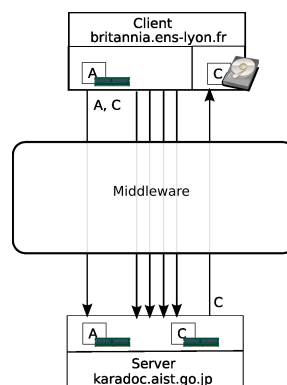 Client
britannia.ens-lyon.fr
A
C
A, C
Middleware
C
A
C
Server
karadoc.aist.go.jp